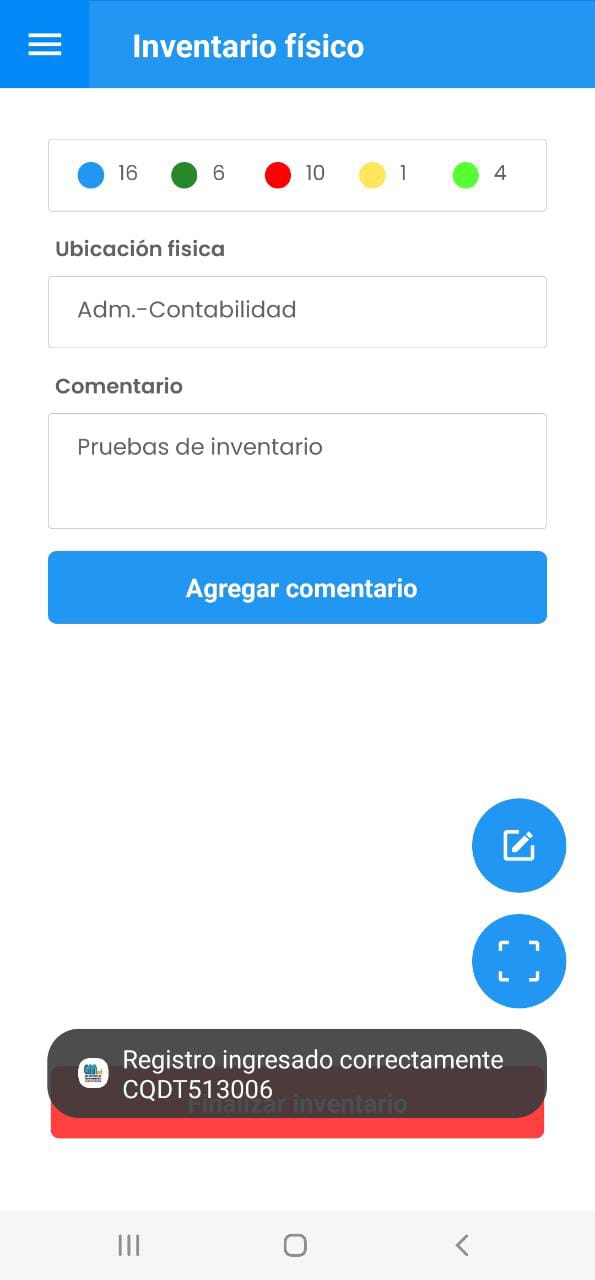 Inventario físico
16 6 10 1 4
Ubicación fisica
Adm.-Contabilidad
Comentario
Pruebas de inventario
Agregar comentario
Registro ingresado correctamente
CQDT513006
Finalizar inventario